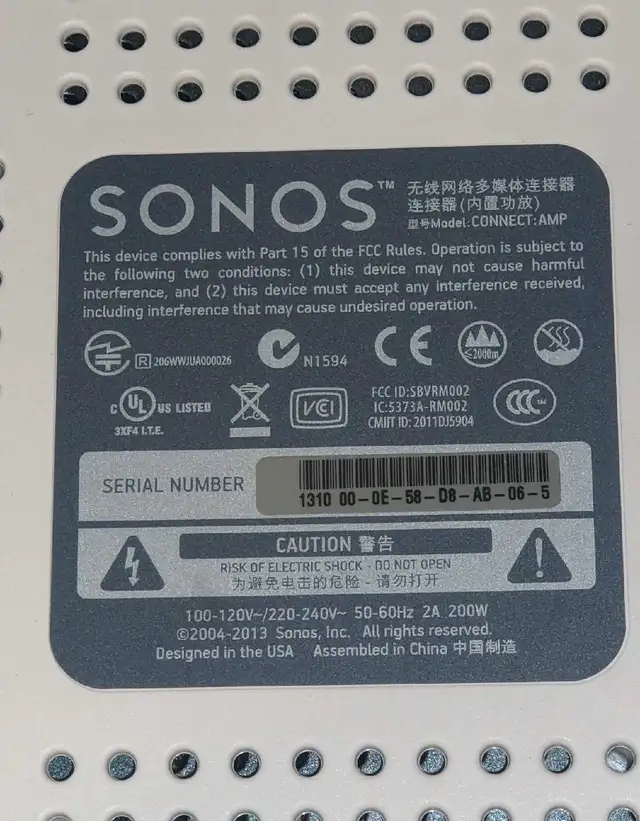 SONOS™
无线网络多媒体连接器
连接器(内置功放)
型号Model:CONNECT:AMP
This device complies with Part 15 of the FCC Rules. Operation is subject to
the following two conditions: (1) this device may not cause harmful
interference, and (2) this device must accept any interference received,
including interference that may cause undesired operation.
R 206WWJUA000026
N1594
CE
≤2000m
C UL US LISTED
3XF4 I.T.E.
VCI
FCC ID:SBVRM002
IC:5373A-RM002
CMIIT ID: 2011DJ5904
CCC
SERIAL NUMBER
1310 00-0E-58-D8-AB-06-5
CAUTION 警告
RISK OF ELECTRIC SHOCK - DO NOT OPEN
为避免电击的危险 - 请勿打开
100-120V~/220-240V~ 50-60Hz 2A 200W
©2004-2013 Sonos, Inc. All rights reserved.
Designed in the USA Assembled in China 中国制造